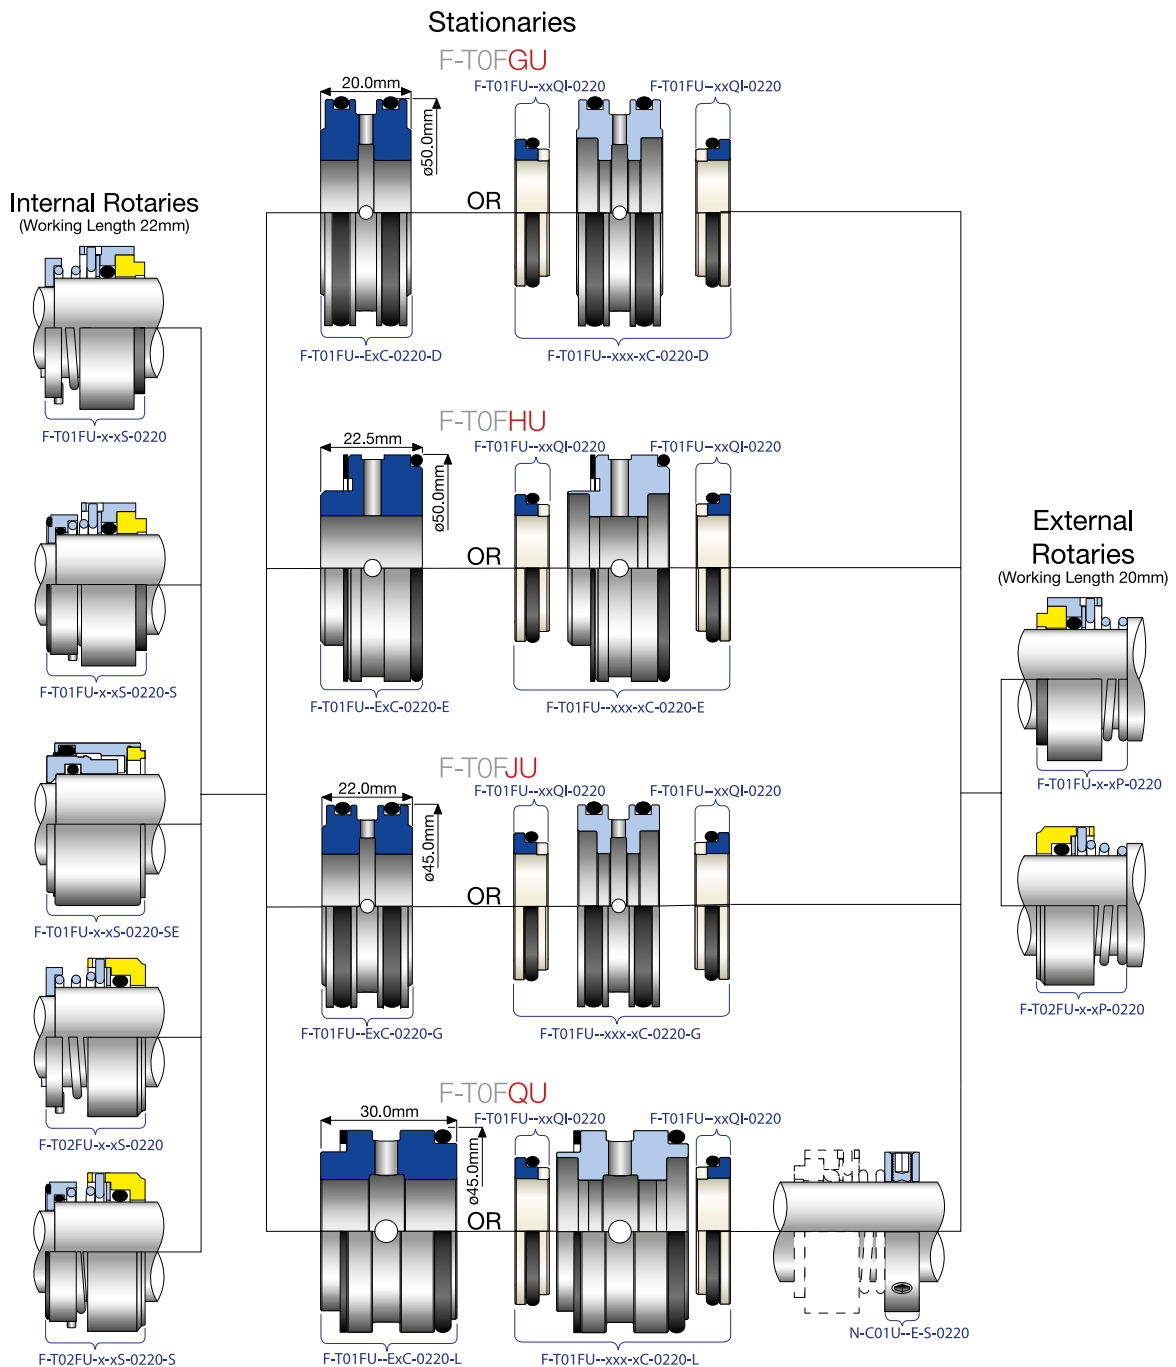 Stationaries
F-T0FGU
20.0mm
ø50.0mm
F-T01FU--xxQI-0220
F-T01FU--xxQI-0220
OR
F-T01FU--ExC-0220-D
F-T01FU--xxx-xC-0220-D
Internal Rotaries
(Working Length 22mm)
F-T01FU-x-xS-0220
F-T01FU-x-xS-0220-S
F-T01FU-x-xS-0220-SE
F-T02FU-x-xS-0220
F-T02FU-x-xS-0220-S
F-T0FHU
22.5mm
ø50.0mm
F-T01FU--xxQI-0220
F-T01FU--xxQI-0220
OR
F-T01FU--ExC-0220-E
F-T01FU--xxx-xC-0220-E
F-T0FJU
22.0mm
ø45.0mm
F-T01FU--xxQI-0220
F-T01FU--xxQI-0220
OR
F-T01FU--ExC-0220-G
F-T01FU--xxx-xC-0220-G
F-T0FQU
30.0mm
ø45.0mm
F-T01FU--xxQI-0220
F-T01FU--xxQI-0220
OR
F-T01FU--ExC-0220-L
F-T01FU--xxx-xC-0220-L
External
Rotaries
(Working Length 20mm)
F-T01FU-x-xP-0220
F-T02FU-x-xP-0220
N-C01U--E-S-0220